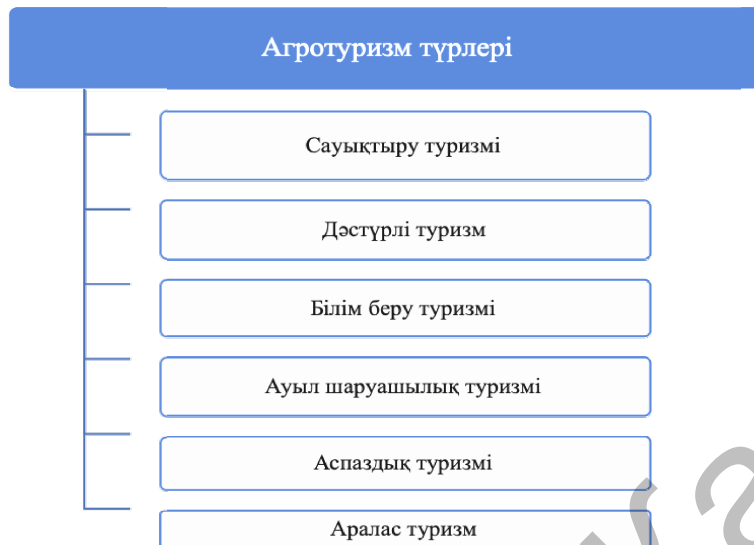 Агротуризм түрлері
Сауықтыру туризмі
Дәстүрлі туризм
Білім беру туризмі
Ауыл шаруашылық туризмі
Аспаздық туризмі
Аралас туризм